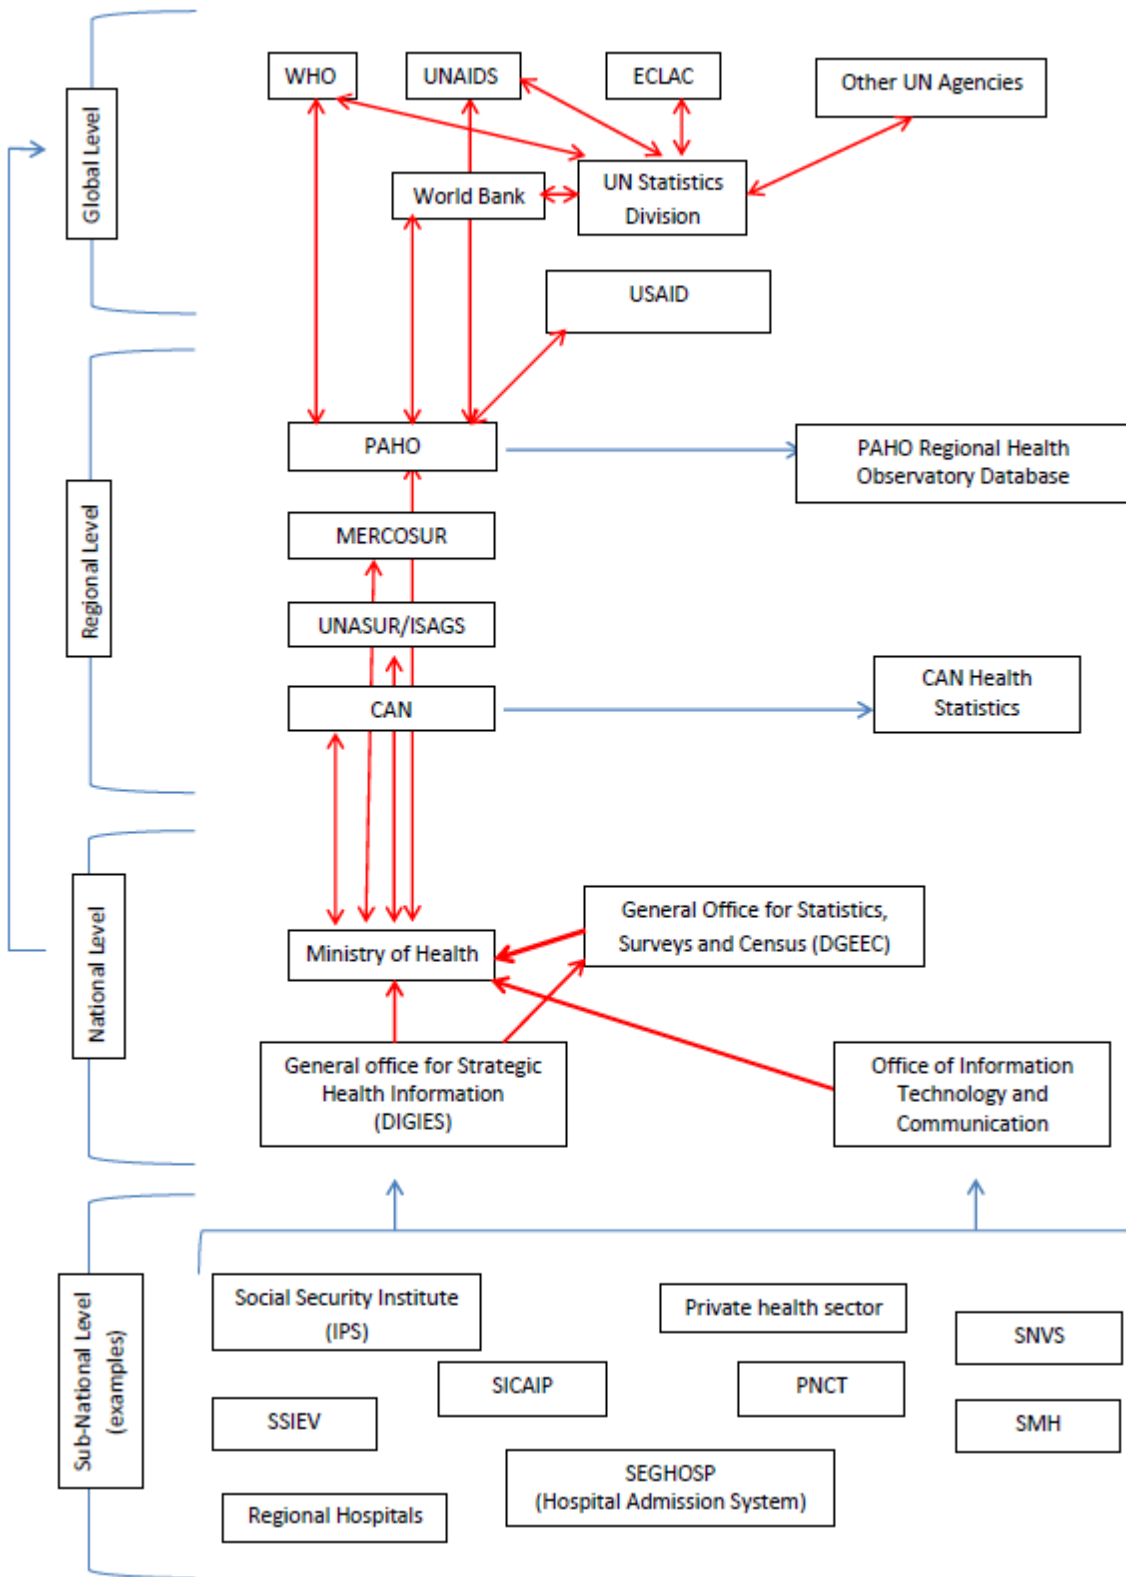 Global Level
WHO
UNAIDS
ECLAC
Other UN Agencies
World Bank
UN Statistics
Division
USAID
Regional Level
PAHO
PAHO Regional Health
Observatory Database
MERCOSUR
UNASUR/ISAGS
CAN
CAN Health
Statistics
National Level
Ministry of Health
General Office for Statistics,
Surveys and Census (DGEEC)
General office for Strategic
Health Information
(DIGIES)
Office of Information
Technology and
Communication
Sub-National Level
(examples)
Social Security Institute
(IPS)
Private health sector
SNVS
SICAIP
PNCT
SSIEV
SMH
SEGHOSP
(Hospital Admission System)
Regional Hospitals